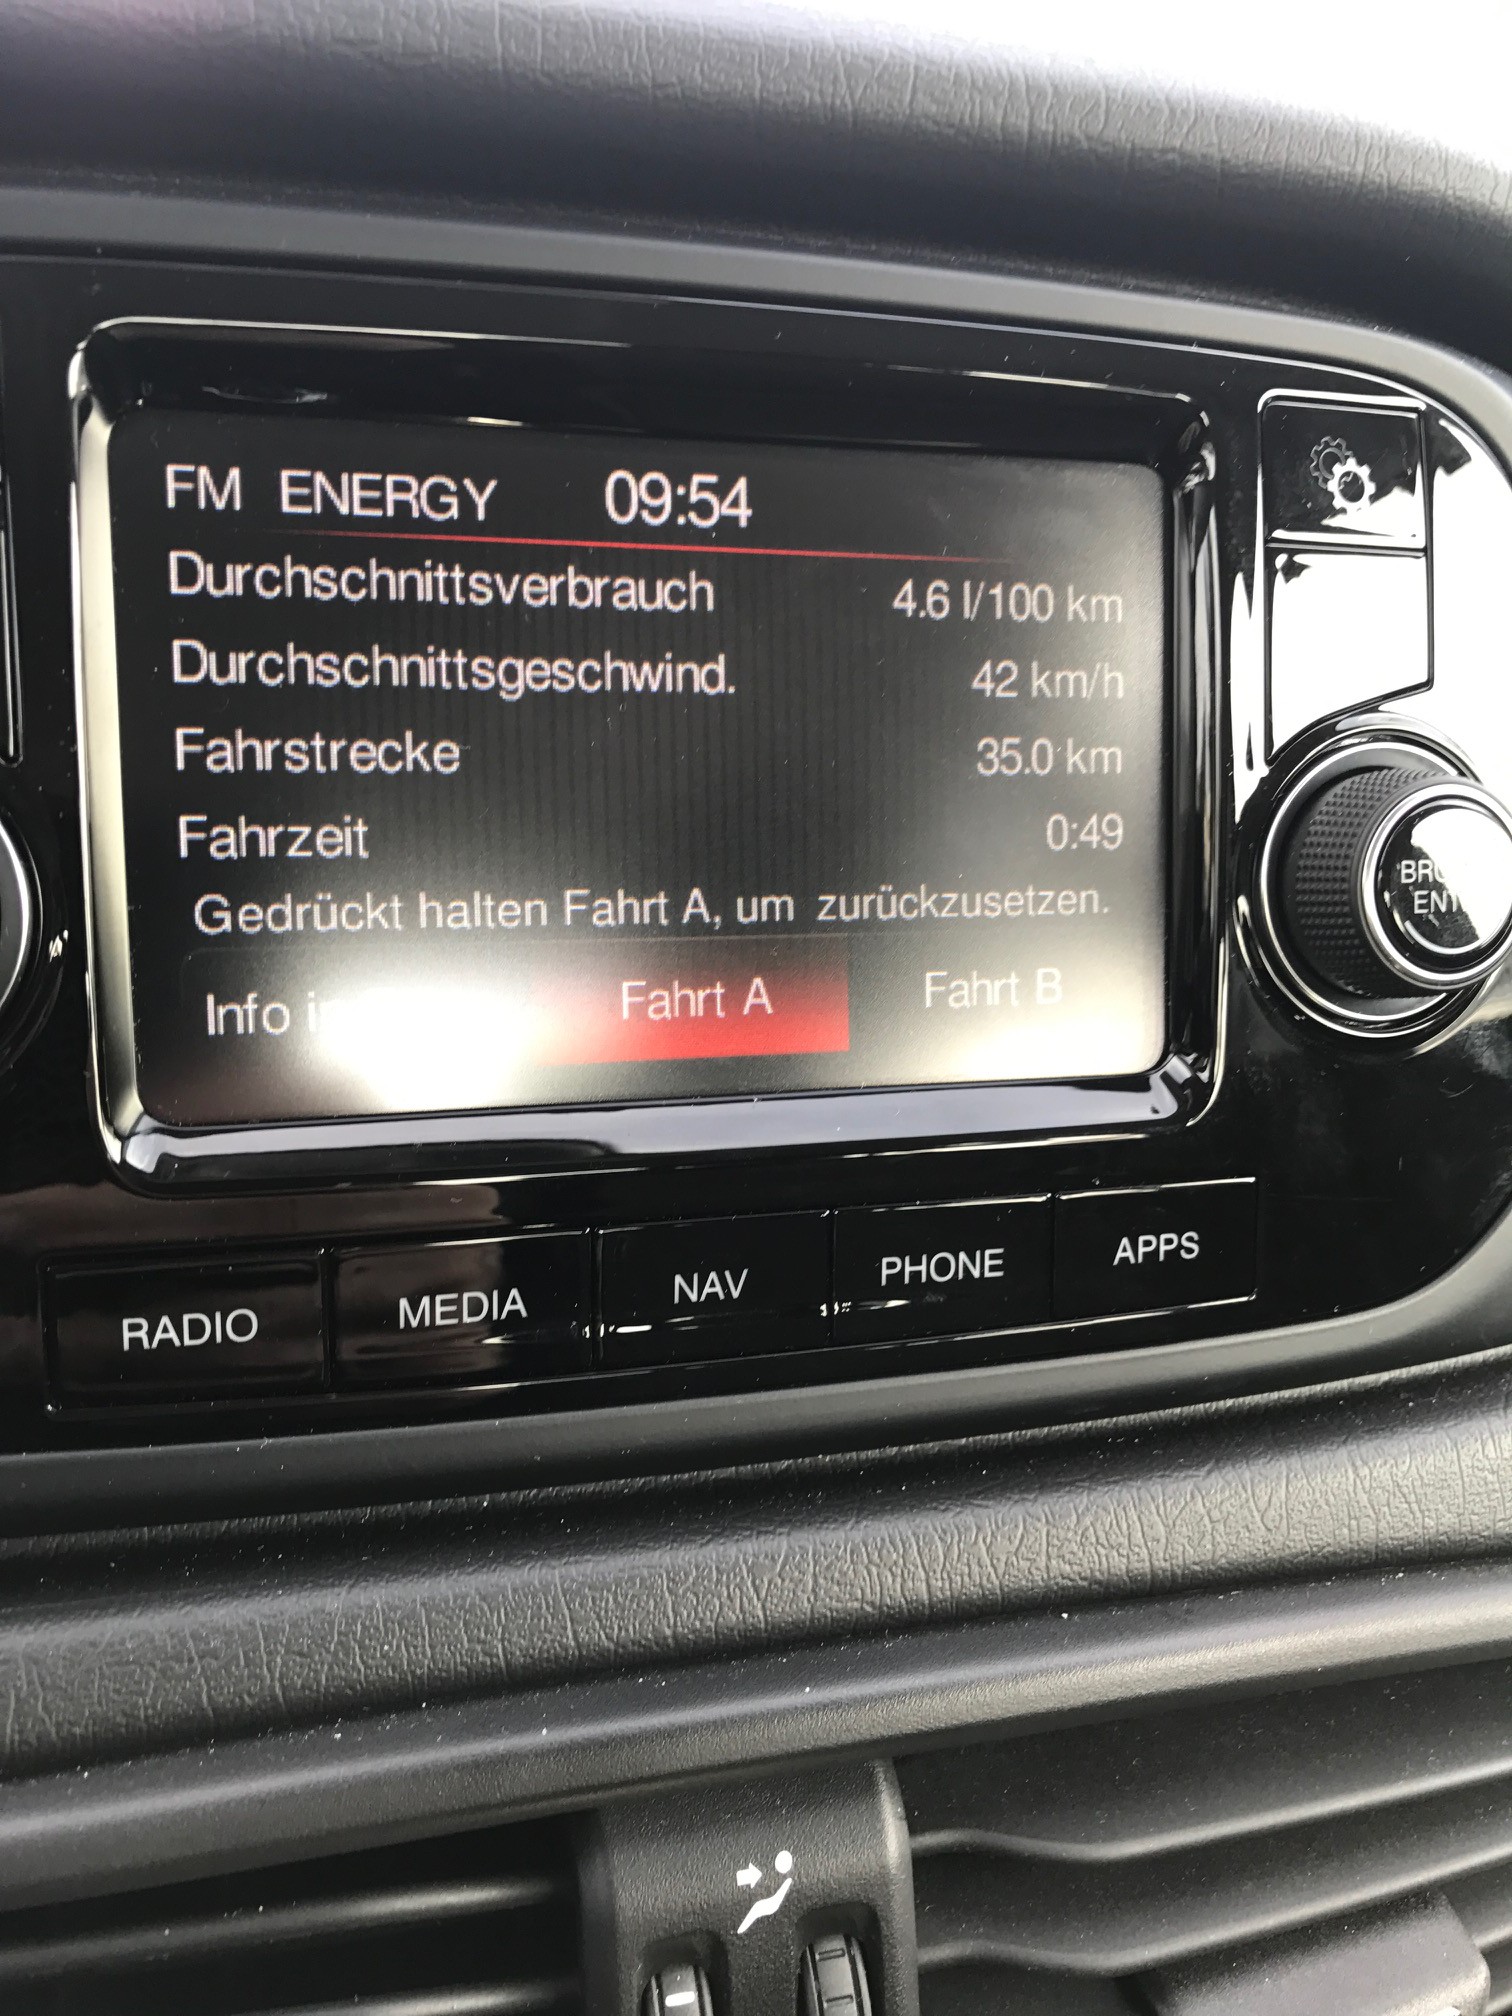 FM ENERGY 09:54
Durchschnittsverbrauch 4.6 l/100 km
Durchschnittsgeschwind. 42 km/h
Fahrstrecke 35.0 km
Fahrzeit 0:49
Gedrückt halten Fahrt A, um zurückzusetzen.
Info Fahrt A Fahrt B
RADIO MEDIA NAV PHONE APPS